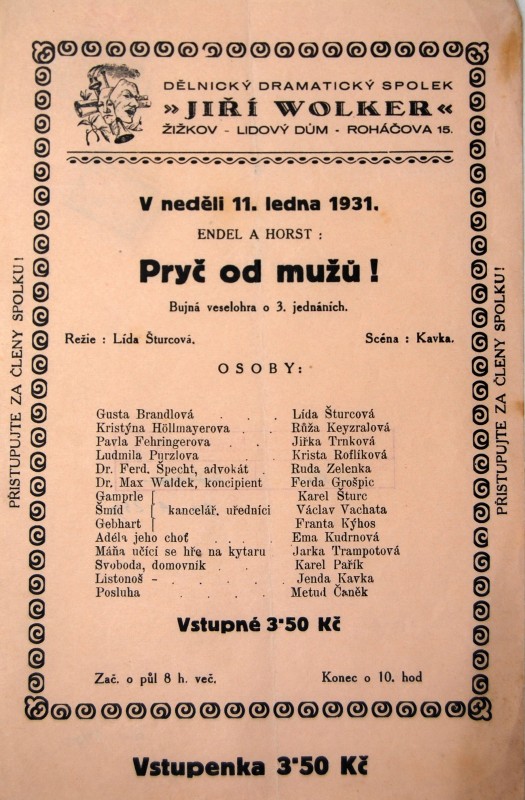 DĚLNICKÝ DRAMATICKÝ SPOLEK
»JIŘÍ WOLKER«
ŽIŽKOV - LIDOVÝ DŮM - ROHÁČOVA 15.
V neděli 11. ledna 1931.
ENDEL A HORST :
Pryč od mužů !
Bujná veselohra o 3. jednáních.
Režie : Lída Šturcová. Scéna : Kavka.
OSOBY:
Gusta Brandlová . . . Lída Šturcová
Kristýna Höllmayerova . . Růža Keyzralová
Pavla Fehringerova . . Jiřka Trnková
Ludmila Purzlova . . Krista Roflíková
Dr. Ferd. Špecht, advokát . Ruda Zelenka
Dr. Max Waldek, koncipient Ferda Grošpic
Gamprle Karel Šturc
Šmíd kancelář. úředníci Václav Vachata
Gebhart Franta Kýhos
Adéla jeho choť . . . Ema Kudrnová
Máňa učící se hře na kytaru Jarka Trampotová
Svoboda, domovník . . Karel Pařík
Listonoš - . . . . . Jenda Kavka
Posluha . . . . . Metud Čaněk
Vstupné 3·50 Kč
Zač. o půl 8 h. več. Konec o 10. hod
Vstupenka 3·50 Kč
PŘISTUPUJTE ZA ČLENY SPOLKU!
PŘISTUPUJTE ZA ČLENY SPOLKU!